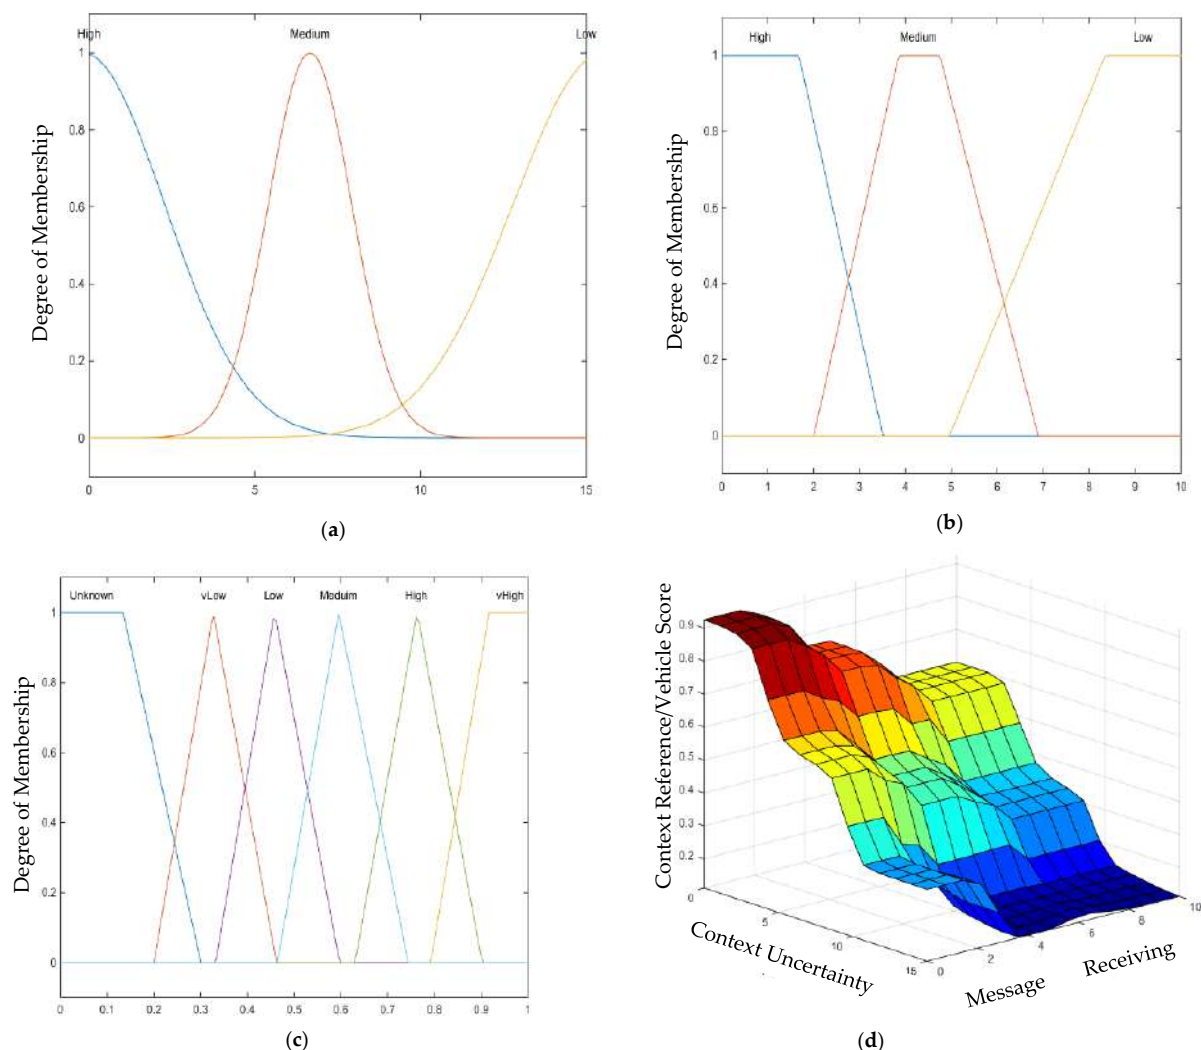 High Medium Low
1
0.8
0.6
0.4
0.2
0
0 5 10 15
Degree of Membership
(a)
High Medium Low
1
0.8
0.6
0.4
0.2
0
0 1 2 3 4 5 6 7 8 9 10
Degree of Membership
(b)
Unknown vLow Low Moduim High vHigh
1
0.8
0.6
0.4
0.2
0
0 0.1 0.2 0.3 0.4 0.5 0.6 0.7 0.8 0.9 1
Degree of Membership
(c)
Context Reference/Vehicle Score
0.9
0.8
0.7
0.6
0.5
0.4
0.3
0.2
0 5 10 15
Context Uncertainty
0 2 4 6 8 10
Message Receiving
(d)